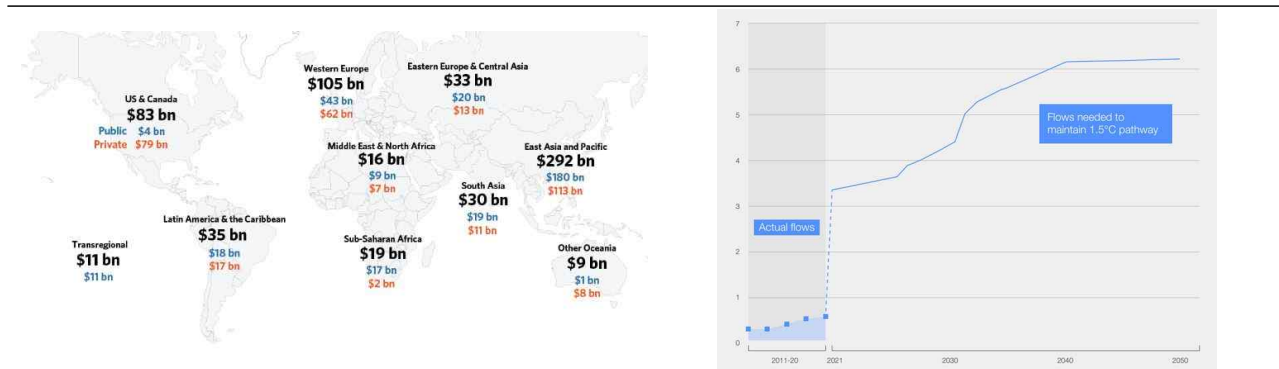 US & Canada
$83 bn
Public $4 bn
Private $79 bn
Western Europe
$105 bn
$43 bn
$62 bn
Eastern Europe & Central Asia
$33 bn
$20 bn
$13 bn
Middle East & North Africa
$16 bn
$9 bn
$7 bn
East Asia and Pacific
$292 bn
$180 bn
$113 bn
South Asia
$30 bn
$19 bn
$11 bn
Latin America & the Caribbean
$35 bn
$18 bn
$17 bn
Transregional
$11 bn
$11 bn
Sub-Saharan Africa
$19 bn
$17 bn
$2 bn
Other Oceania
$9 bn
$1 bn
$8 bn
7
6
5
4
3
2
1
0
Flows needed to
maintain 1.5°C pathway
Actual flows
2011-20 2021 2030 2040 2050